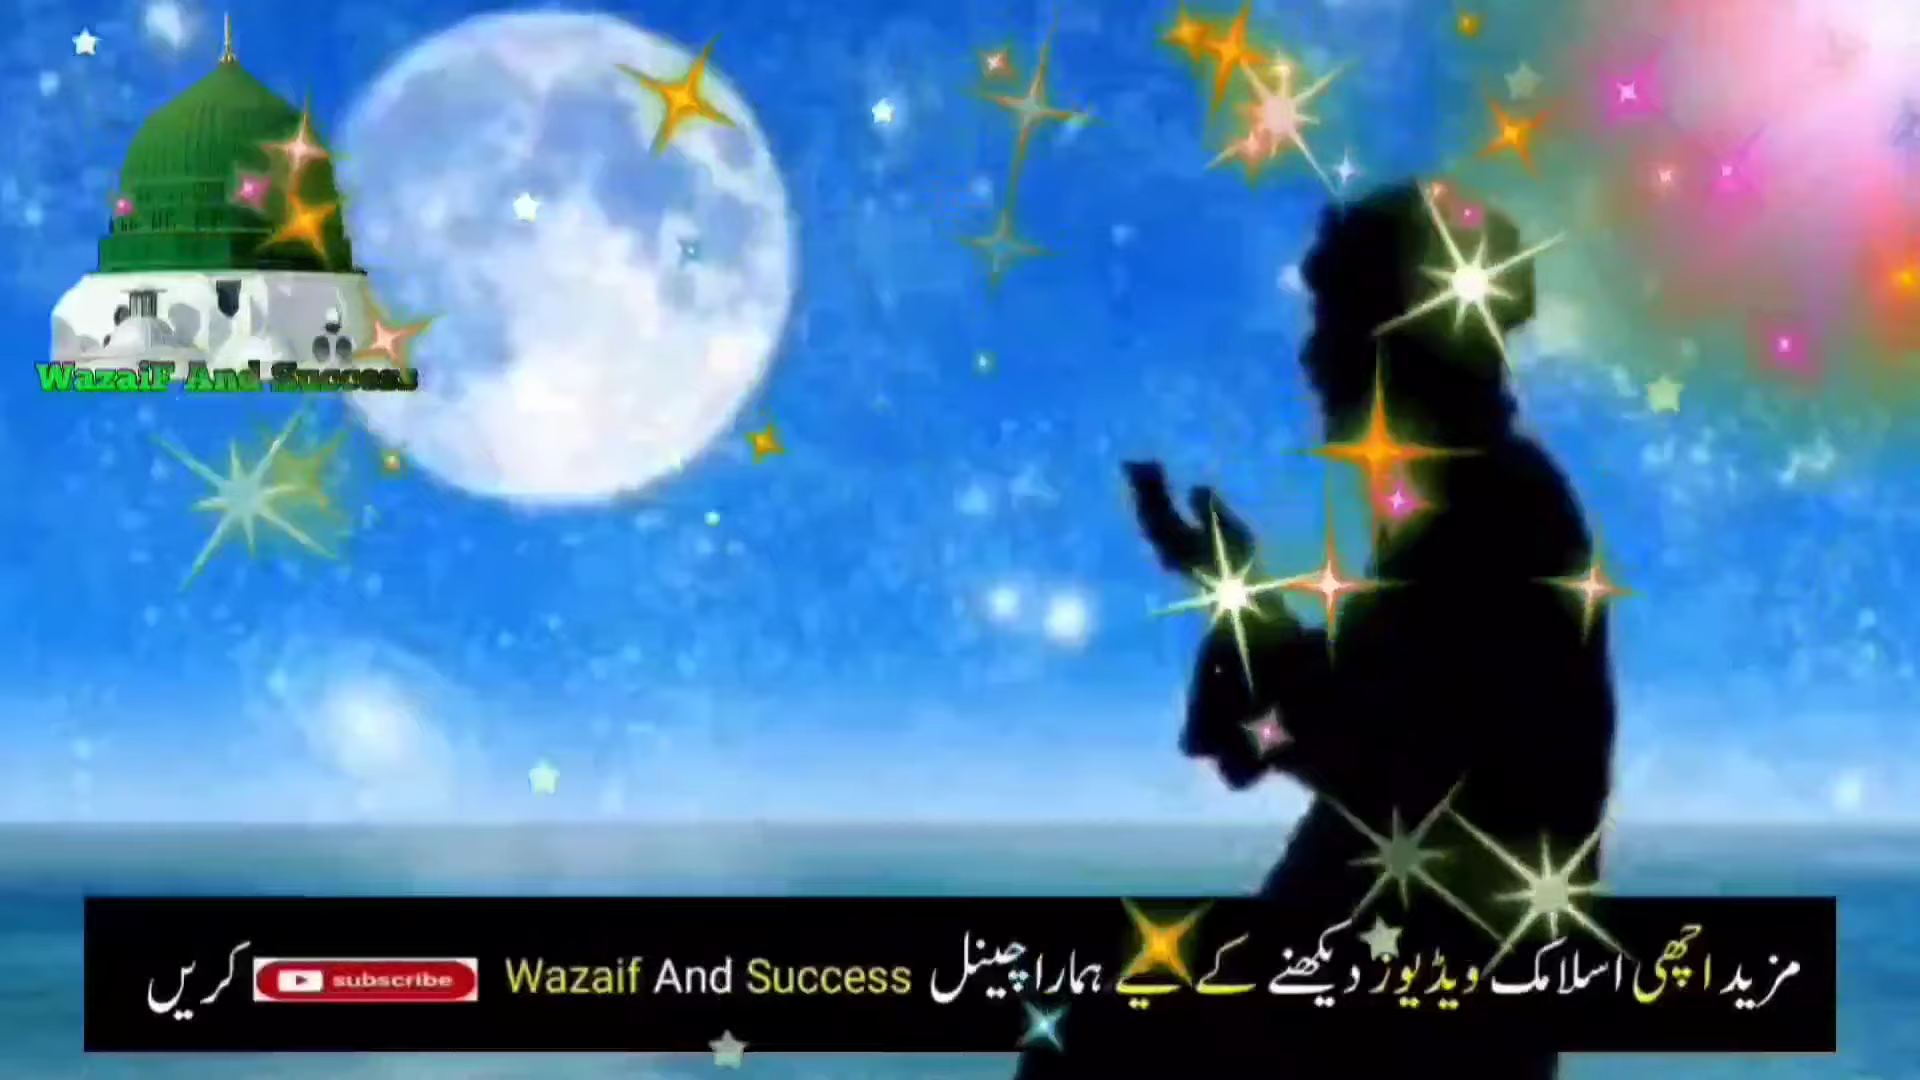 WazaiF And Success
مزید اچھی اسلامک ویڈیوز دیکھنے کے لیے ہمارا چینل Wazaif And Success subscribe کریں